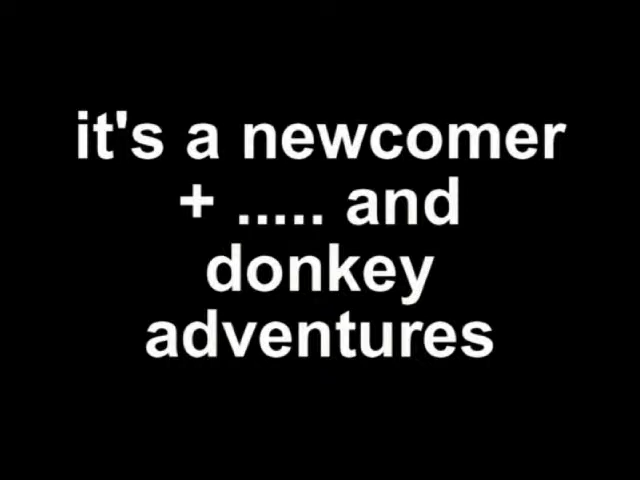 it's a newcomer
+ ..... and
donkey
adventures